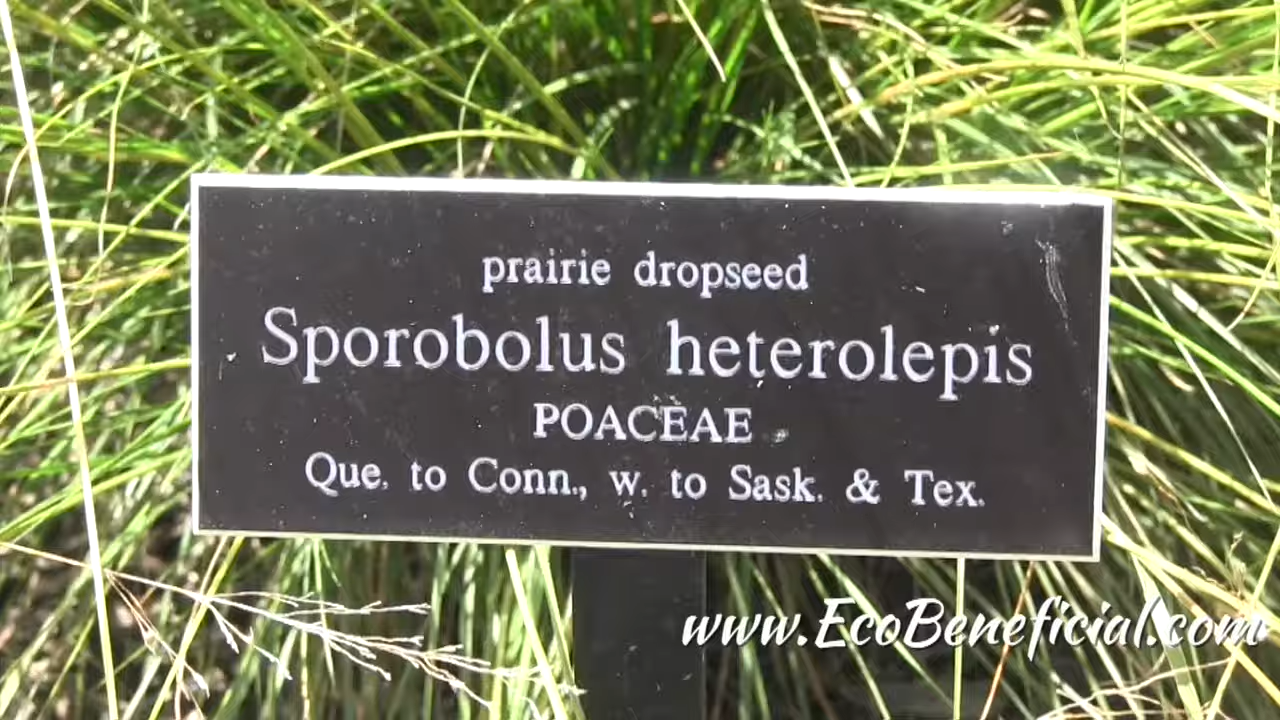 prairie dropseed
Sporobolus heterolepis
POACEAE
Que. to Conn., w. to Sask. & Tex.
www.EcoBeneficial.com